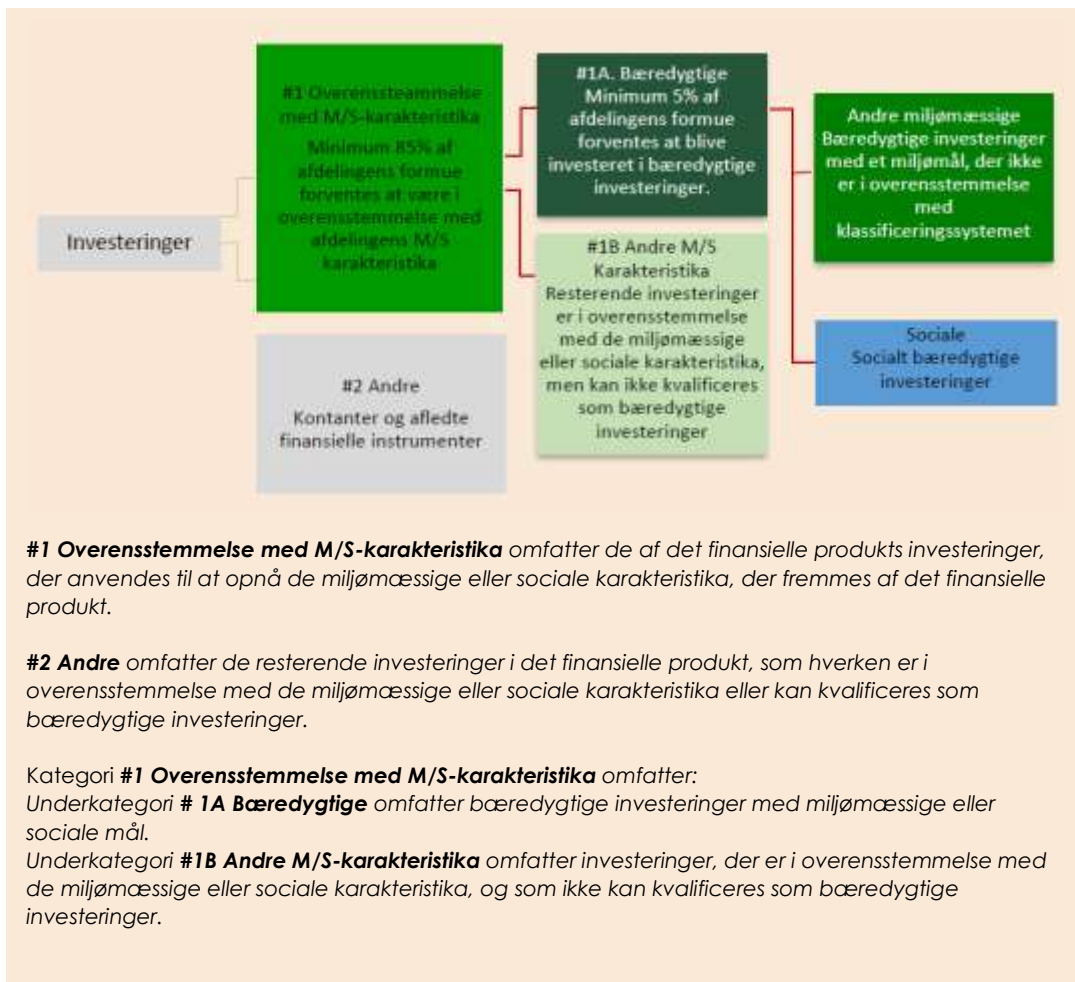 Investeringer
#1 Overenssteammelse
med M/S-karakteristika
Minimum 85% af
afdelingens formue
forventes at være i
overensstemmelse med
afdelingens M/S
karakteristika
#2 Andre
Kontanter og afledte
finansielle instrumenter
#1A. Bæredygtige
Minimum 5% af
afdelingens formue
forventes at blive
investeret i bæredygtige
investeringer.
#1B Andre M/S
Karakteristika
Resterende investeringer
er i overensstemmelse
med de miljømæssige
eller sociale karakteristika,
men kan ikke kvalificeres
som bæredygtige
investeringer
Andre miljømæssige
Bæredygtige investeringer
med et miljømål, der ikke
er i overensstemmelse
med
klassificeringssystemet
Sociale
Socialt bæredygtige
investeringer
#1 Overensstemmelse med M/S-karakteristika omfatter de af det finansielle produkts investeringer,
der anvendes til at opnå de miljømæssige eller sociale karakteristika, der fremmes af det finansielle
produkt.
#2 Andre omfatter de resterende investeringer i det finansielle produkt, som hverken er i
overensstemmelse med de miljømæssige eller sociale karakteristika eller kan kvalificeres som
bæredygtige investeringer.
Kategori #1 Overensstemmelse med M/S-karakteristika omfatter:
Underkategori # 1A Bæredygtige omfatter bæredygtige investeringer med miljømæssige eller
sociale mål.
Underkategori #1B Andre M/S-karakteristika omfatter investeringer, der er i overensstemmelse med
de miljømæssige eller sociale karakteristika, og som ikke kan kvalificeres som bæredygtige
investeringer.